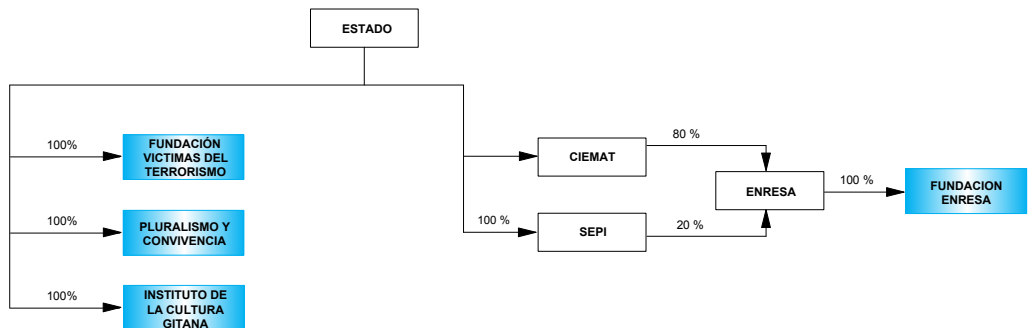 ESTADO
100%
FUNDACIÓN
VICTIMAS DEL
TERRORISMO
100%
PLURALISMO Y
CONVIVENCIA
100%
INSTITUTO DE
LA CULTURA
GITANA
CIEMAT
80 %
100 %
SEPI
20 %
ENRESA
100 %
FUNDACION
ENRESA